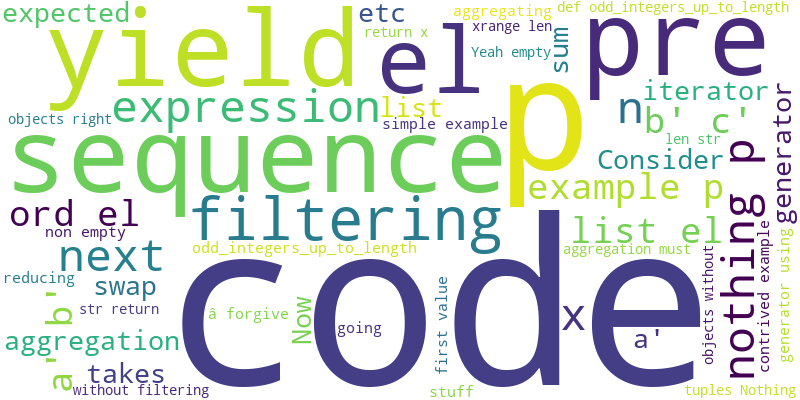 expected
yield
etc
return x
el
aggregating
xrange len
Yeah empty
sum
def odd_integers_up_to_length
pre
objects right
expression
list
simple example
p
n
iterator
b' c'
len str
generator
sequence
Consider
example p
nothing p
ord el
non empty
filtering
list el
odd_integers_up_to_length
aggregation must
next
reducing
swap
a' b'
str return
code
â forgive
Now
going
first value
x
a'
objects without
contrived example
generator using
aggregation
takes
without filtering
stuff
tuples Nothing